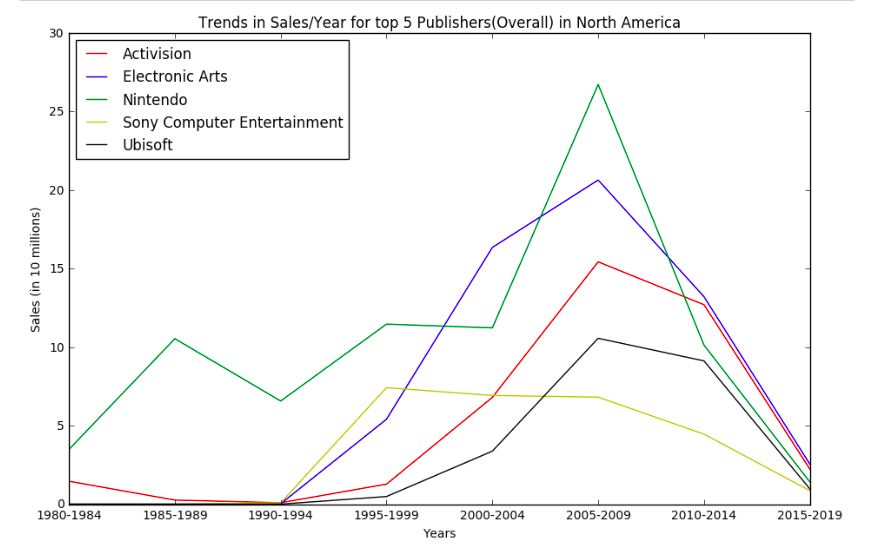 Trends in Sales/Year for top 5 Publishers(Overall) in North America
30
25
20
15
10
5
0
Sales (in 10 millions)
Activision
Electronic Arts
Nintendo
Sony Computer Entertainment
Ubisoft
1980-1984 1985-1989 1990-1994 1995-1999 2000-2004 2005-2009 2010-2014 2015-2019
Years